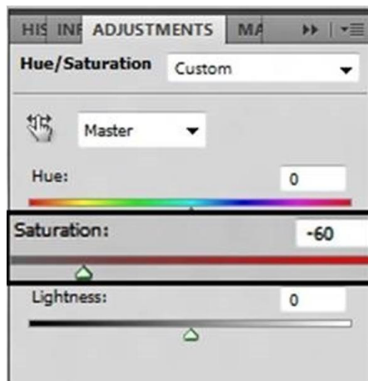 HIS INF ADJUSTMENTS MA
Hue/Saturation Custom
Master
Hue: 0
Saturation: -60
Lightness: 0